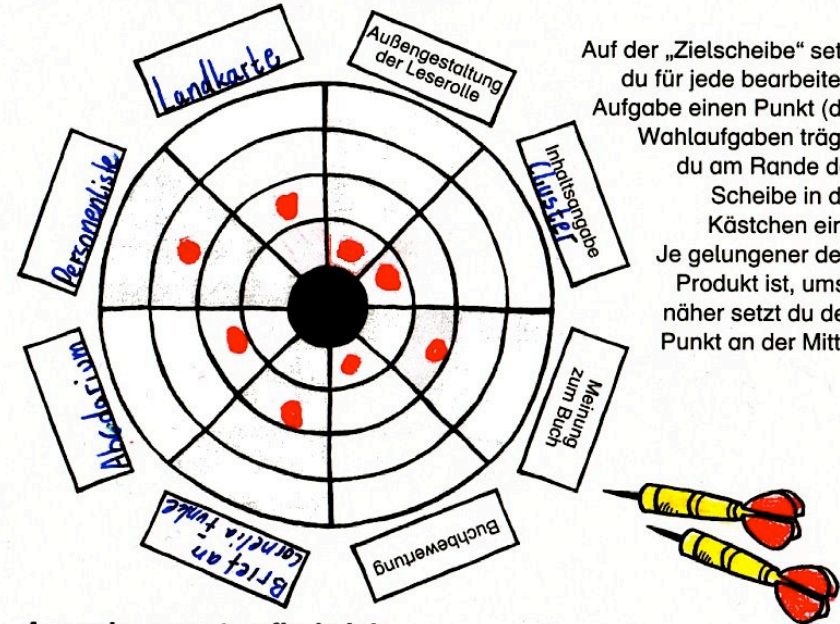 Landkarte
Außengestaltung
der Leserolle
Personenliste
Inhaltsangabe
Cluster
Abcdarium
Meinung
zum Buch
Brief an
Cornelia Funke
Buchbewertung
Auf der „Zielscheibe“ set
du für jede bearbeite
Aufgabe einen Punkt (d
Wahlaufgaben träg
du am Rande d
Scheibe in d
Kästchen ein
Je gelungener de
Produkt ist, ums
näher setzt du de
Punkt an der Mitt